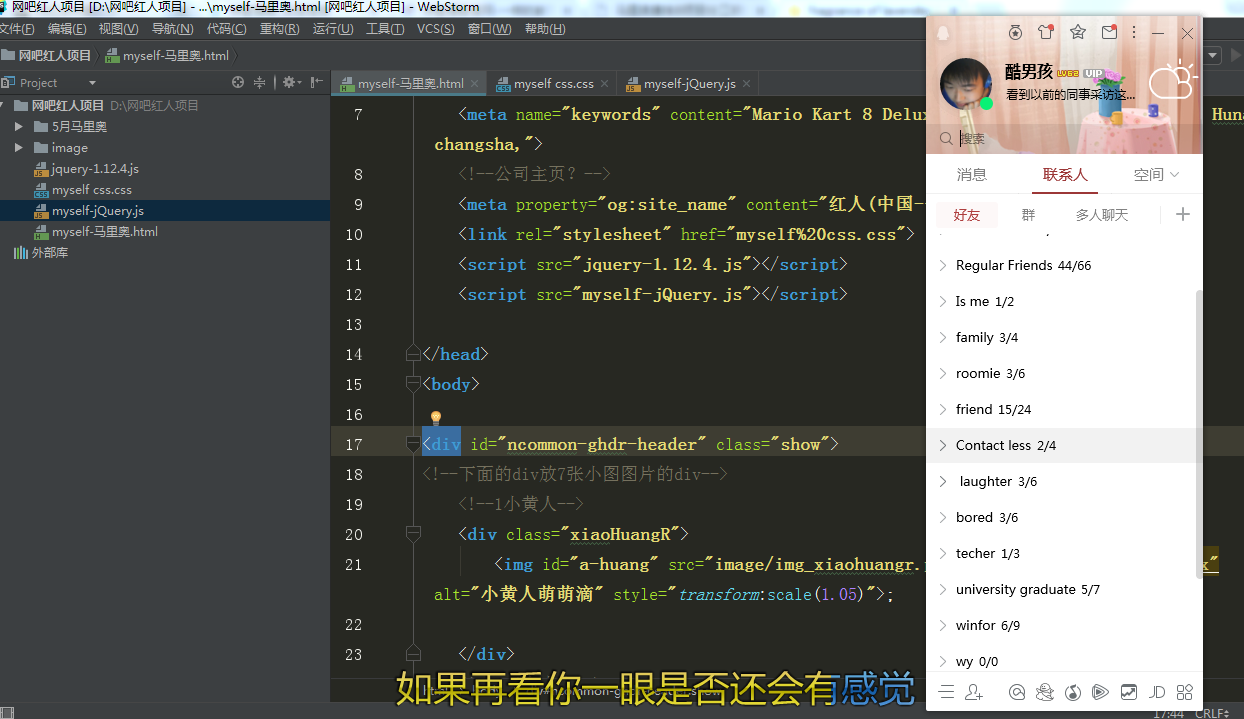 网吧红人项目 [D:\网吧红人项目] - ...\myself-马里奥.html [网吧红人项目] - WebStorm
文件(F) 编辑(E) 视图(V) 导航(N) 代码(C) 重构(R) 运行(U) 工具(T) VCS(S) 窗口(W) 帮助(H)
网吧红人项目 myself-马里奥.html
Project
myself-马里奥.html myself css.css myself-jQuery.js
网吧红人项目 D:\网吧红人项目
5月马里奥
image
jquery-1.12.4.js
myself css.css
myself-jQuery.js
myself-马里奥.html
外部库
7 <meta name="keywords" content="Mario Kart 8 Delu Huna
changsha,">
8 <!--公司主页？-->
9 <meta property="og:site_name" content="红人(中国-
10 <link rel="stylesheet" href="myself%20css.css">
11 <script src="jquery-1.12.4.js"></script>
12 <script src="myself-jQuery.js"></script>
13
14 </head>
15 <body>
16
17 <div id="ncommon-ghdr-header" class="show">
18 <!--下面的div放7张小图图片的div-->
19 <!--1小黄人-->
20 <div class="xiaoHuangR">
21 <img id="a-huang" src="image/img_xiaohuangr. x"
alt="小黄人萌萌滴" style="transform:scale(1.05)">;
22
23 </div>
如果再看你一眼是否还会有感觉
17:44 CRLF
酷男孩 LV62 VIP
看到以前的同事采访这...
搜索
消息 联系人 空间
好友 群 多人聊天
Regular Friends 44/66
Is me 1/2
family 3/4
roomie 3/6
friend 15/24
Contact less 2/4
laughter 3/6
bored 3/6
techer 1/3
university graduate 5/7
winfor 6/9
wy 0/0